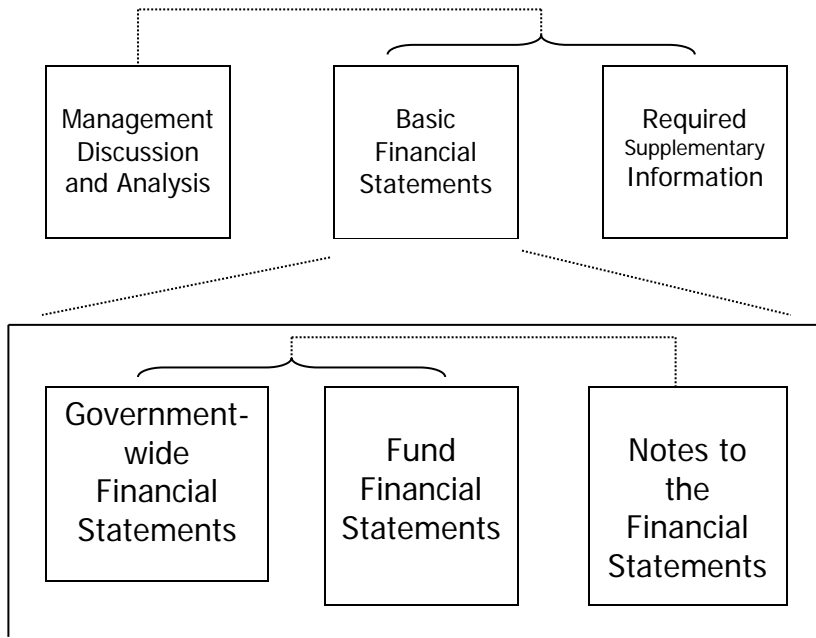 Management
Discussion
and Analysis
Basic
Financial
Statements
Required
Supplementary
Information
Government-
wide
Financial
Statements
Fund
Financial
Statements
Notes to
the
Financial
Statements